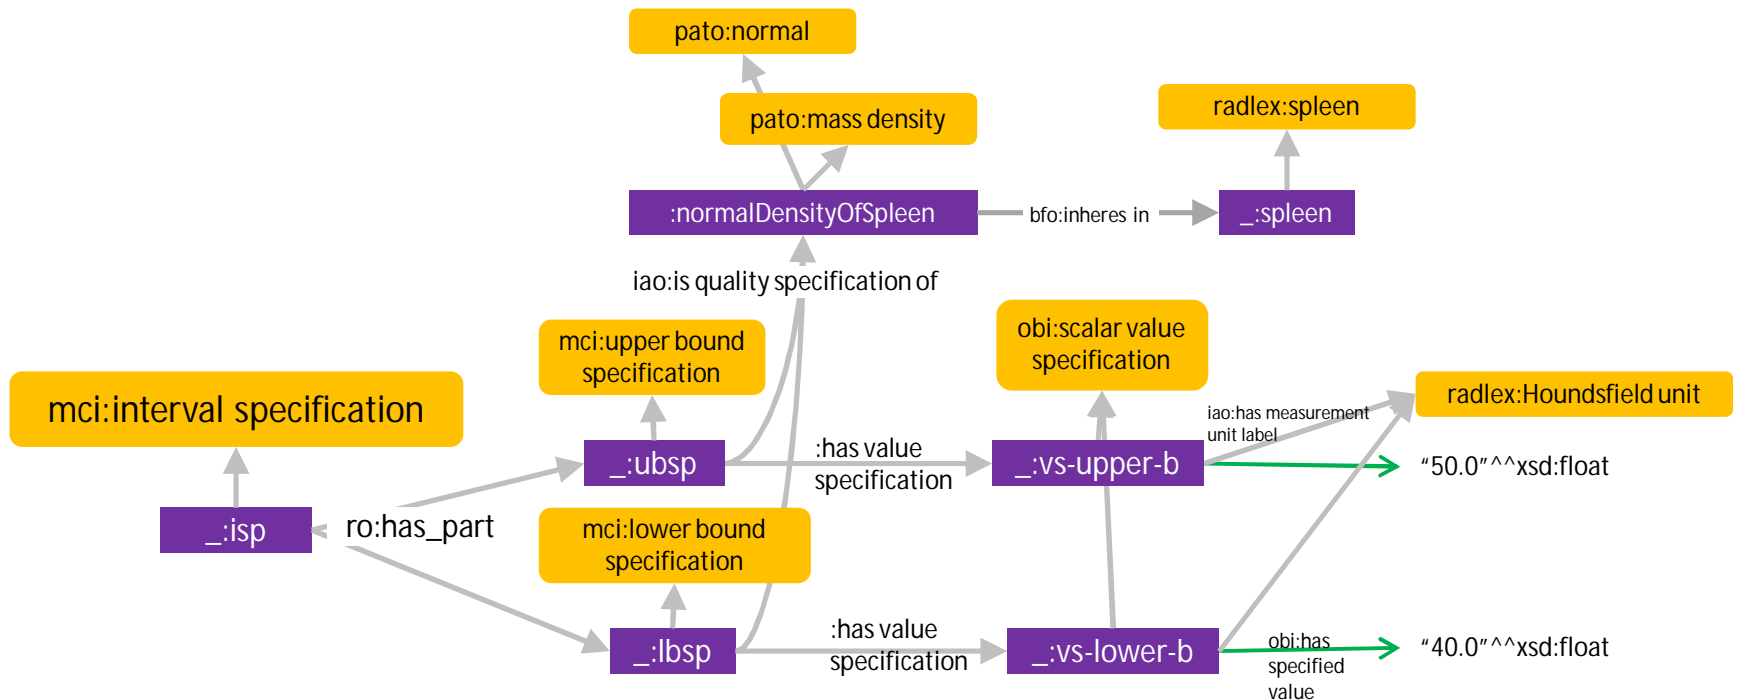 pato:normal
pato:mass density
radlex:spleen
:normalDensityOfSpleen
bfo:inheres in
_:spleen
iao:is quality specification of
mci:upper bound
specification
obi:scalar value
specification
mci:interval specification
radlex:Houndsfield unit
iao:has measurement
unit label
_:ubsp
:has value
specification
_:vs-upper-b
“50.0”^^xsd:float
_:isp
ro:has_part
mci:lower bound
specification
_:lbsp
:has value
specification
_:vs-lower-b
obi:has
specified
value
“40.0”^^xsd:float